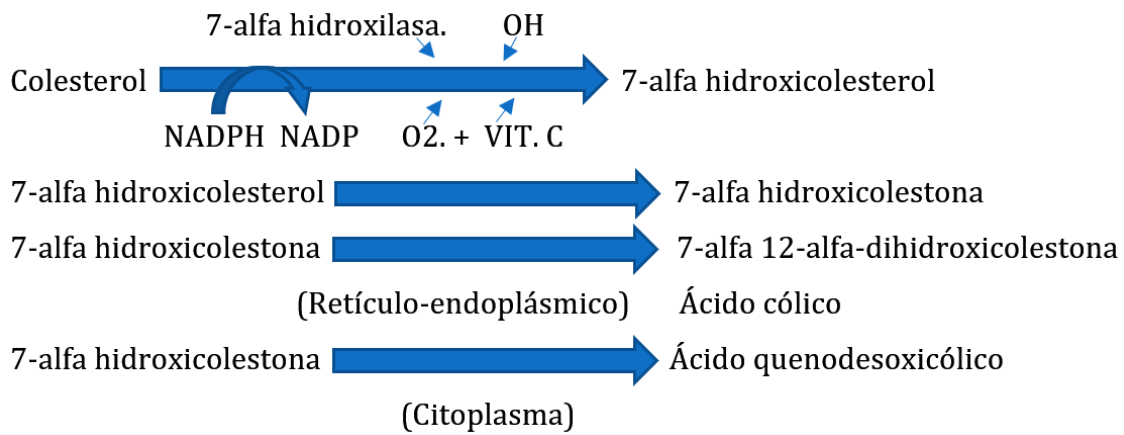 7-alfa hidroxilasa. OH
Colesterol 7-alfa hidroxicolesterol
NADPH NADP O2. + VIT. C
7-alfa hidroxicolesterol 7-alfa hidroxicolestona
7-alfa hidroxicolestona 7-alfa 12-alfa-dihidroxicolestona
(Retículo-endoplásmico) Ácido cólico
7-alfa hidroxicolestona Ácido quenodesoxicólico
(Citoplasma)